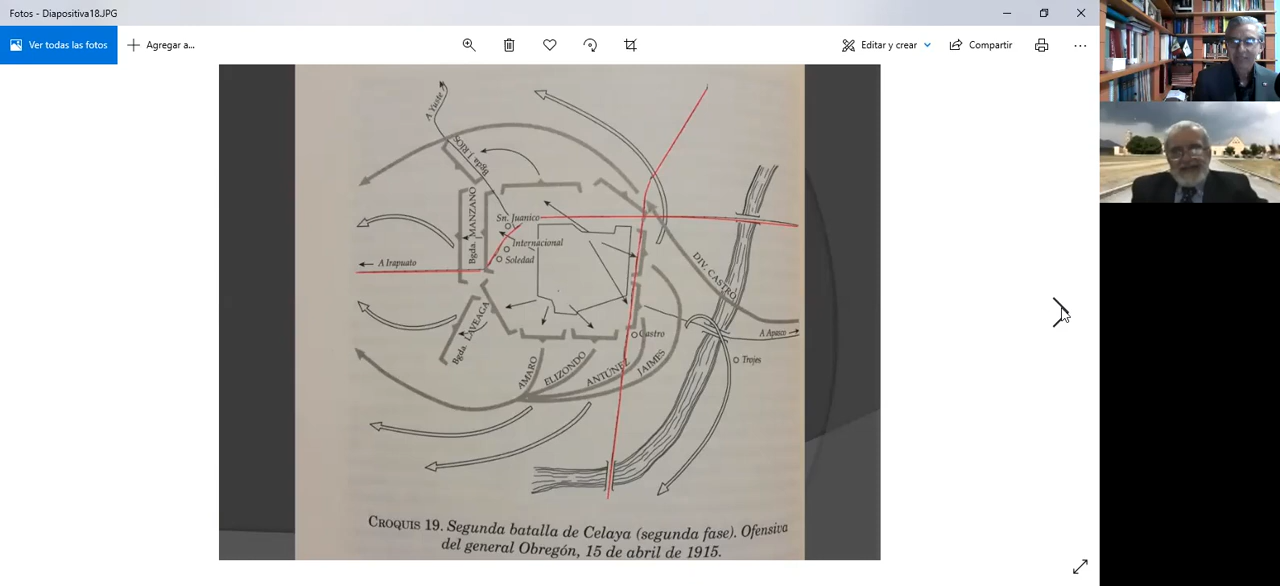 Fotos - Diapositiva18.JPG
Ver todas las fotos
Agregar a...
Editar y crear
Compartir
A Yuste
Bgda. J. RIOS
Bgda. MANZANO
Sn. Juanico
Internacional
Soledad
A Irapuato
DIV. CASTRO
Bgda. LAVEAGA
Castro
A Apaseo
Trojes
AMARO
ELIZONDO
ANTÚNEZ
JAIMES
CROQUIS 19. Segunda batalla de Celaya (segunda fase). Ofensiva
del general Obregón, 15 de abril de 1915.